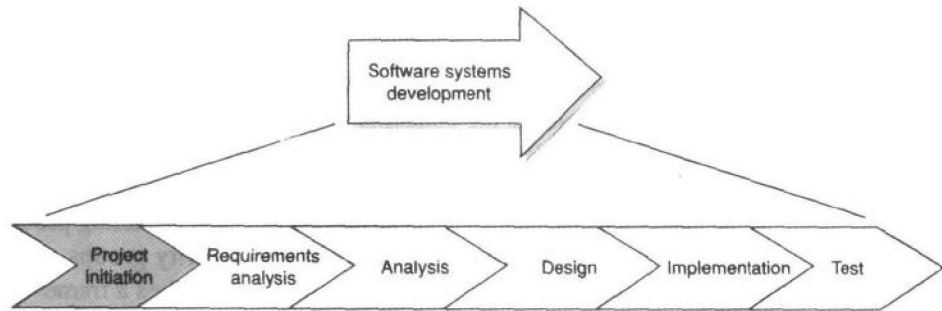 Software systems
development
Project
initiation
Requirements
analysis
Analysis
Design
Implementation
Test